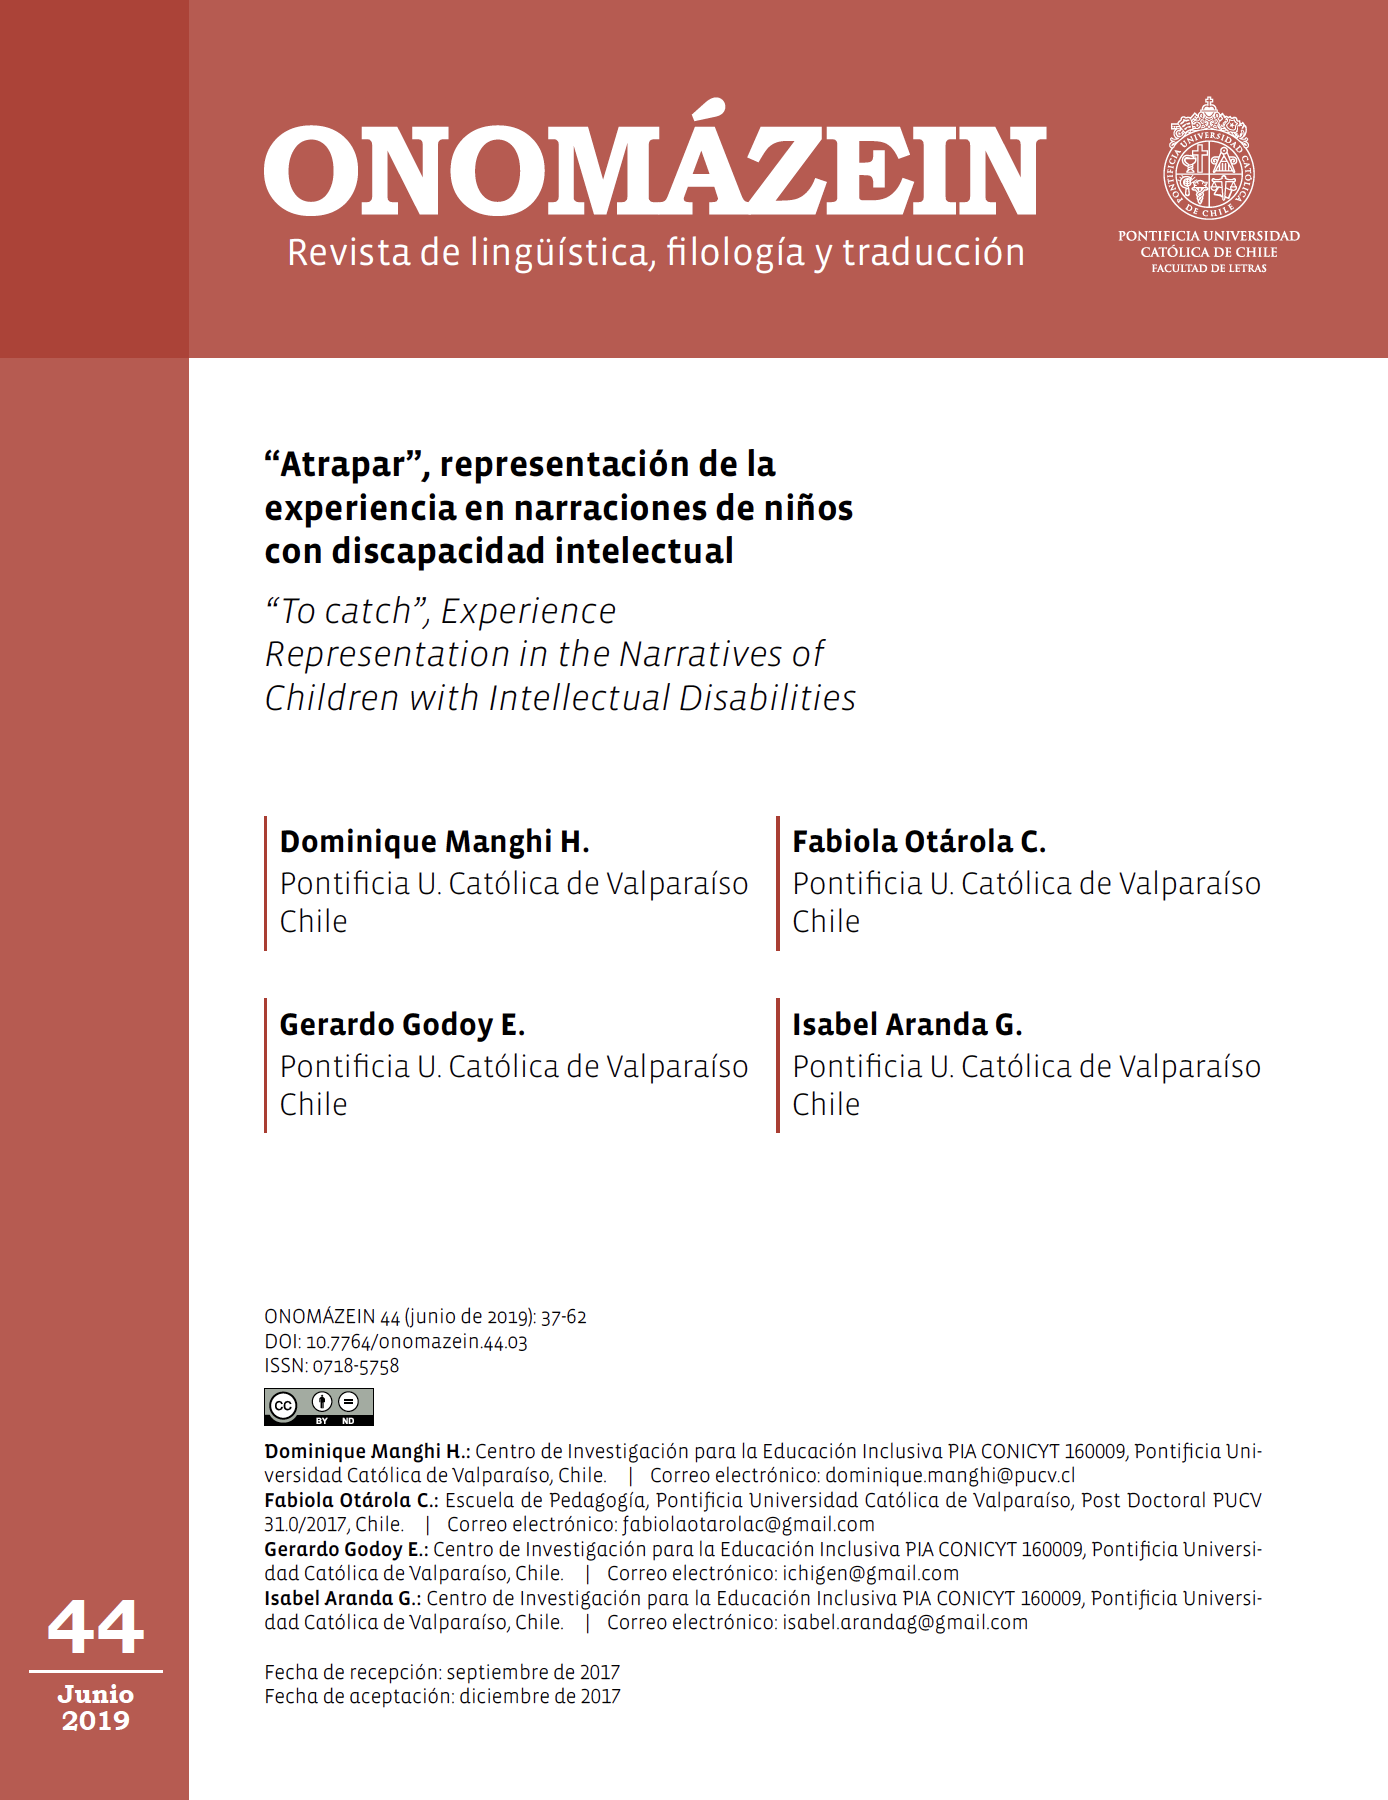 ONOMÁZEIN
Revista de lingüística, filología y traducción
PONTIFICIA UNIVERSIDAD CATÓLICA DE CHILE
PONTIFICIA UNIVERSIDAD
CATÓLICA DE CHILE
FACULTAD DE LETRAS
“Atrapar”, representación de la
experiencia en narraciones de niños
con discapacidad intelectual
“To catch”, Experience
Representation in the Narratives of
Children with Intellectual Disabilities
Dominique Manghi H.
Pontificia U. Católica de Valparaíso
Chile
Fabiola Otárola C.
Pontificia U. Católica de Valparaíso
Chile
Gerardo Godoy E.
Pontificia U. Católica de Valparaíso
Chile
Isabel Aranda G.
Pontificia U. Católica de Valparaíso
Chile
ONOMÁZEIN 44 (junio de 2019): 37-62
DOI: 10.7764/onomazein.44.03
ISSN: 0718-5758
CC BY ND
Dominique Manghi H.: Centro de Investigación para la Educación Inclusiva PIA CONICYT 160009, Pontificia Uni-
versidad Católica de Valparaíso, Chile. | Correo electrónico: dominique.manghi@pucv.cl
Fabiola Otárola C.: Escuela de Pedagogía, Pontificia Universidad Católica de Valparaíso, Post Doctoral PUCV
31.0/2017, Chile. | Correo electrónico: fabiolaotarolac@gmail.com
Gerardo Godoy E.: Centro de Investigación para la Educación Inclusiva PIA CONICYT 160009, Pontificia Universi-
dad Católica de Valparaíso, Chile. | Correo electrónico: ichigen@gmail.com
Isabel Aranda G.: Centro de Investigación para la Educación Inclusiva PIA CONICYT 160009, Pontificia Universi-
dad Católica de Valparaíso, Chile. | Correo electrónico: isabel.arandag@gmail.com
Fecha de recepción: septiembre de 2017
Fecha de aceptación: diciembre de 2017
44
Junio
2019